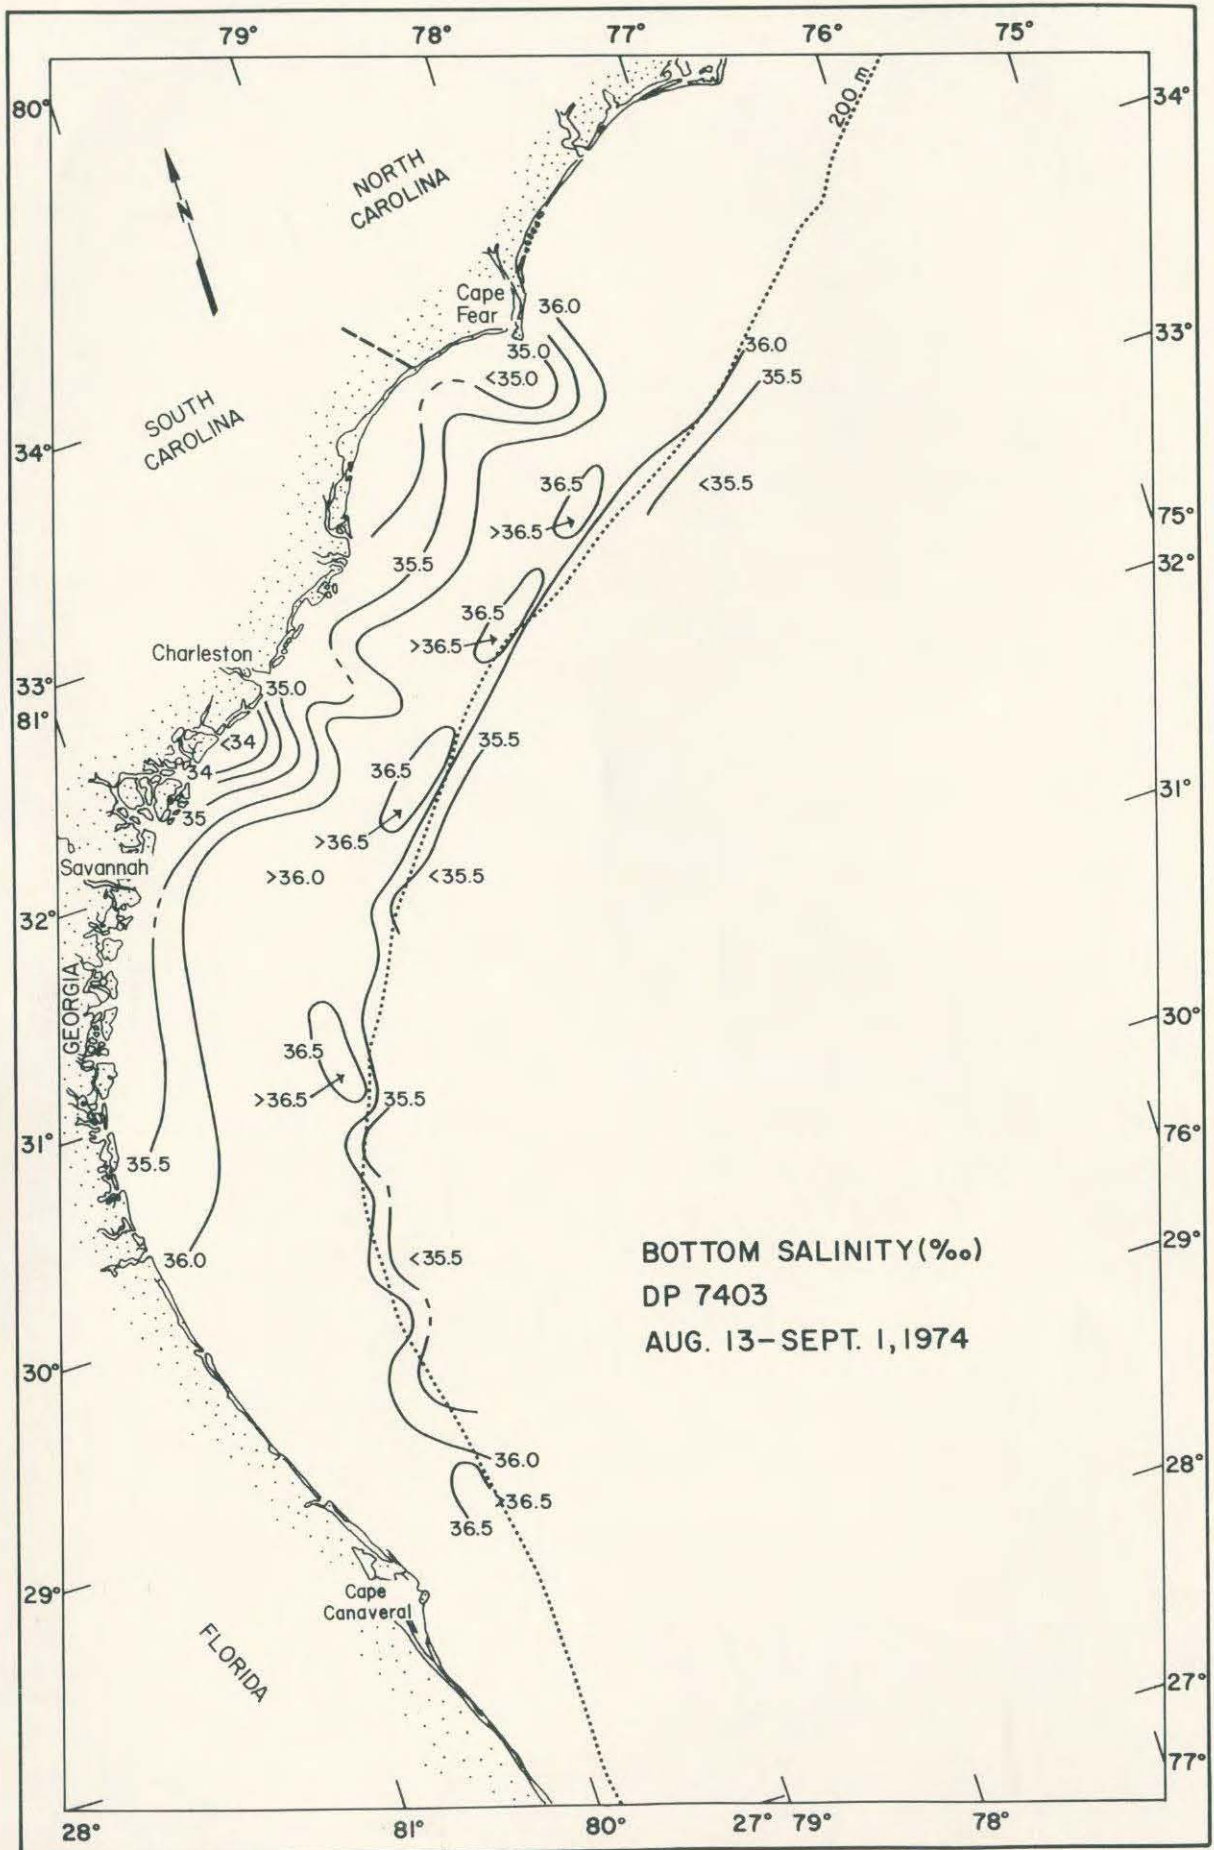 79° 78° 77° 76° 75°
80°
200 m
34°
NORTH
CAROLINA
N
Cape
Fear
36.0
33°
35.0
36.0
<35.0
35.5
SOUTH
CAROLINA
34°
36.5
<35.5
75°
>36.5
35.5
32°
36.5
>36.5
Charleston
33°
35.0
81°
<34
35.5
34
36.5
31°
35
>36.5
Savannah
>36.0
<35.5
32°
GEORGIA
30°
36.5
>36.5
35.5
76°
31°
35.5
29°
36.0
<35.5
BOTTOM SALINITY (‰)
DP 7403
AUG. 13-SEPT. 1, 1974
30°
36.0
28°
>36.5
36.5
29°
Cape
Canaveral
FLORIDA
27°
77°
28° 81° 80° 27° 79° 78°